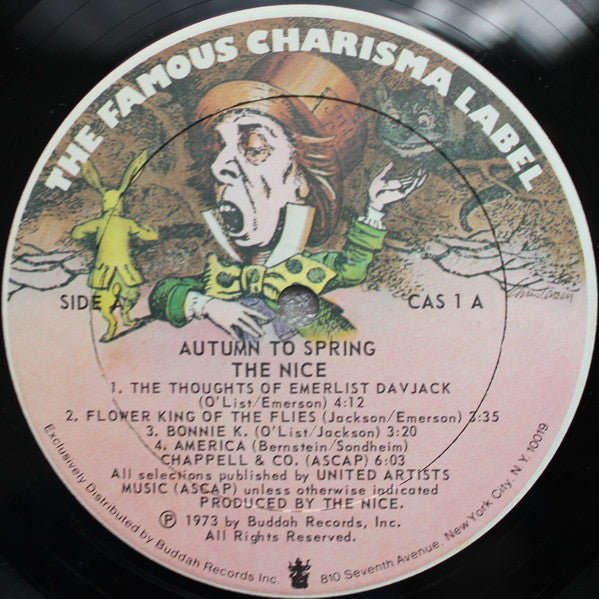 THE FAMOUS CHARISMA LABEL
SIDE A
CAS 1 A
AUTUMN TO SPRING
THE NICE
1. THE THOUGHTS OF EMERLIST DAVJACK
(O'List/Emerson) 4:12
2. FLOWER KING OF THE FLIES (Jackson/Emerson) 3:35
3. BONNIE K. (O'List/Jackson) 3:20
4. AMERICA (Bernstein/Sondheim)
CHAPPELL & CO. (ASCAP) 6:03
All selections published by UNITED ARTISTS
MUSIC (ASCAP) unless otherwise indicated
PRODUCED BY THE NICE.
Ⓟ 1973 by Buddah Records, Inc.
All Rights Reserved.
Exclusively Distributed by Buddah Records Inc.
810 Seventh Avenue, New York City, N.Y. 10019